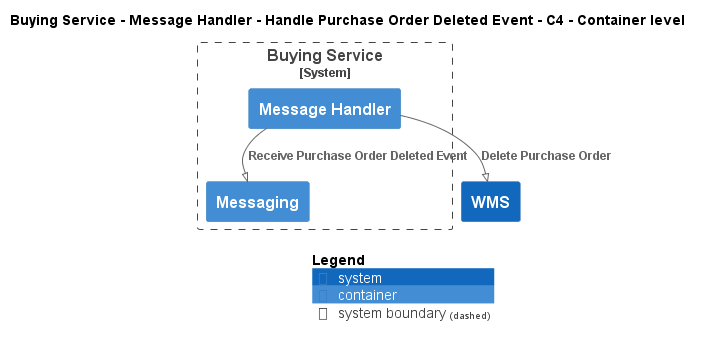 Buying Service - Message Handler - Handle Purchase Order Deleted Event - C4 - Container level
Buying Service
[System]
Message Handler
Receive Purchase Order Deleted Event
Delete Purchase Order
Messaging
WMS
Legend
system
container
system boundary (dashed)